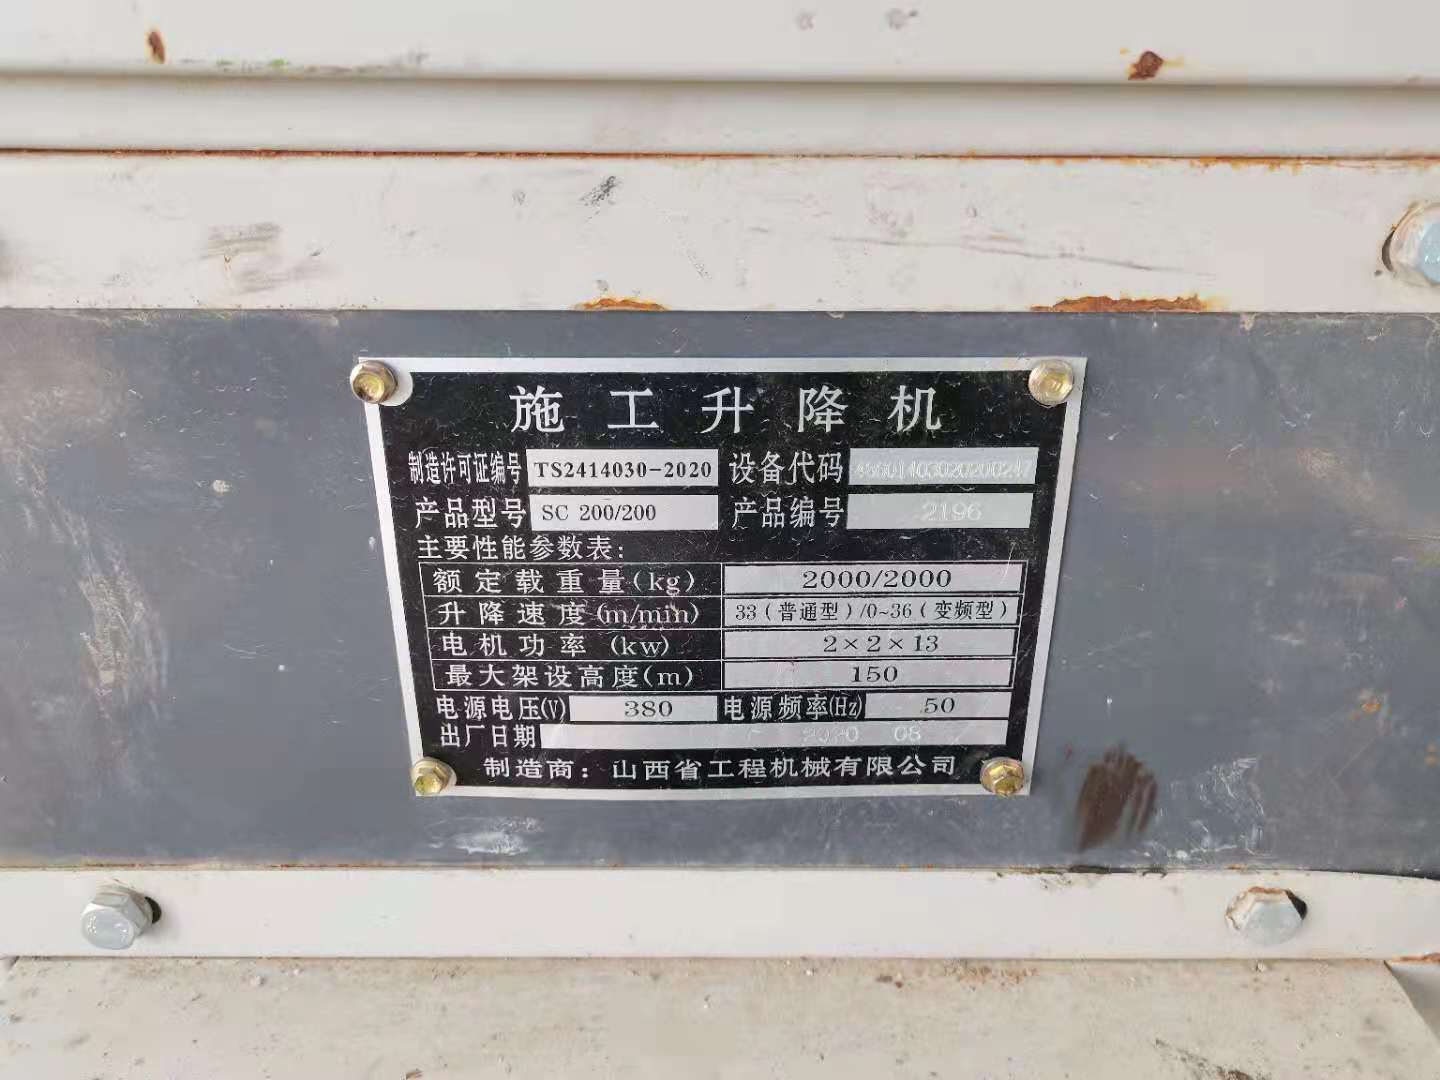 施工升降机
制造许可证编号 TS2414030-2020 设备代码
产品型号 SC 200/200 产品编号 2196
主要性能参数表：
额定载重量(kg) 2000/2000
升降速度(m/min) 33（普通型）/0~36（变频型）
电机功率 (kw) 2×2×13
最大架设高度(m) 150
电源电压(V) 380 电源频率(Hz) 50
出厂日期 2020 08
制造商：山西省工程机械有限公司